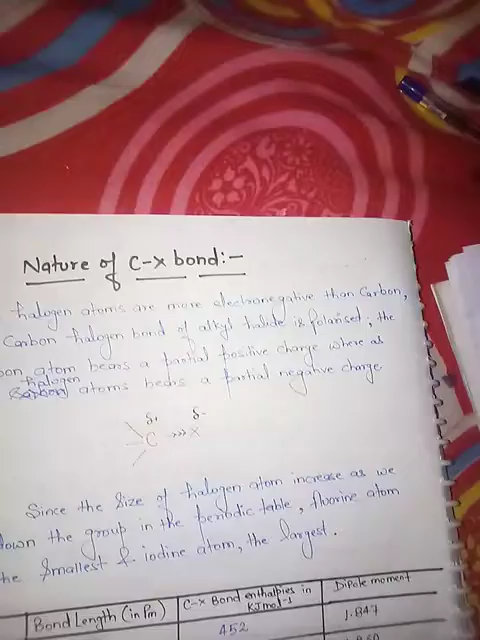 Nature of C-X bond:-
halogen atoms are more electronegative than Carbon,
Carbon halogen bond of alkyl halide is polarised; the
bon atom bears a partial positive charge where as
halogen
atoms bears a partial negative charge
δ+ δ-
C →→→ X
Since the size of halogen atom increase as we
down the group in the periodic table, fluorine atom
he smallest & iodine atom, the largest.
Bond Length (in Pm) C-X Bond enthalpies in KJmol-1 Dipole moment
452 1.847